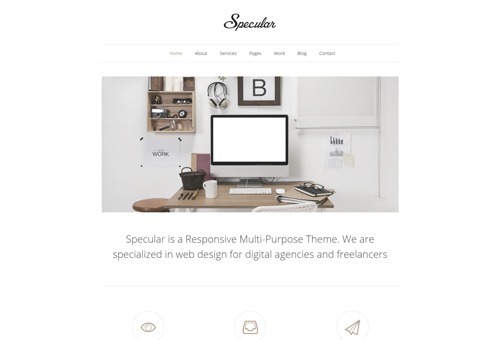 Specular
Home About Services Pages Work Blog Contact
B
WORK
Specular is a Responsive Multi-Purpose Theme. We are
specialized in web design for digital agencies and freelancers